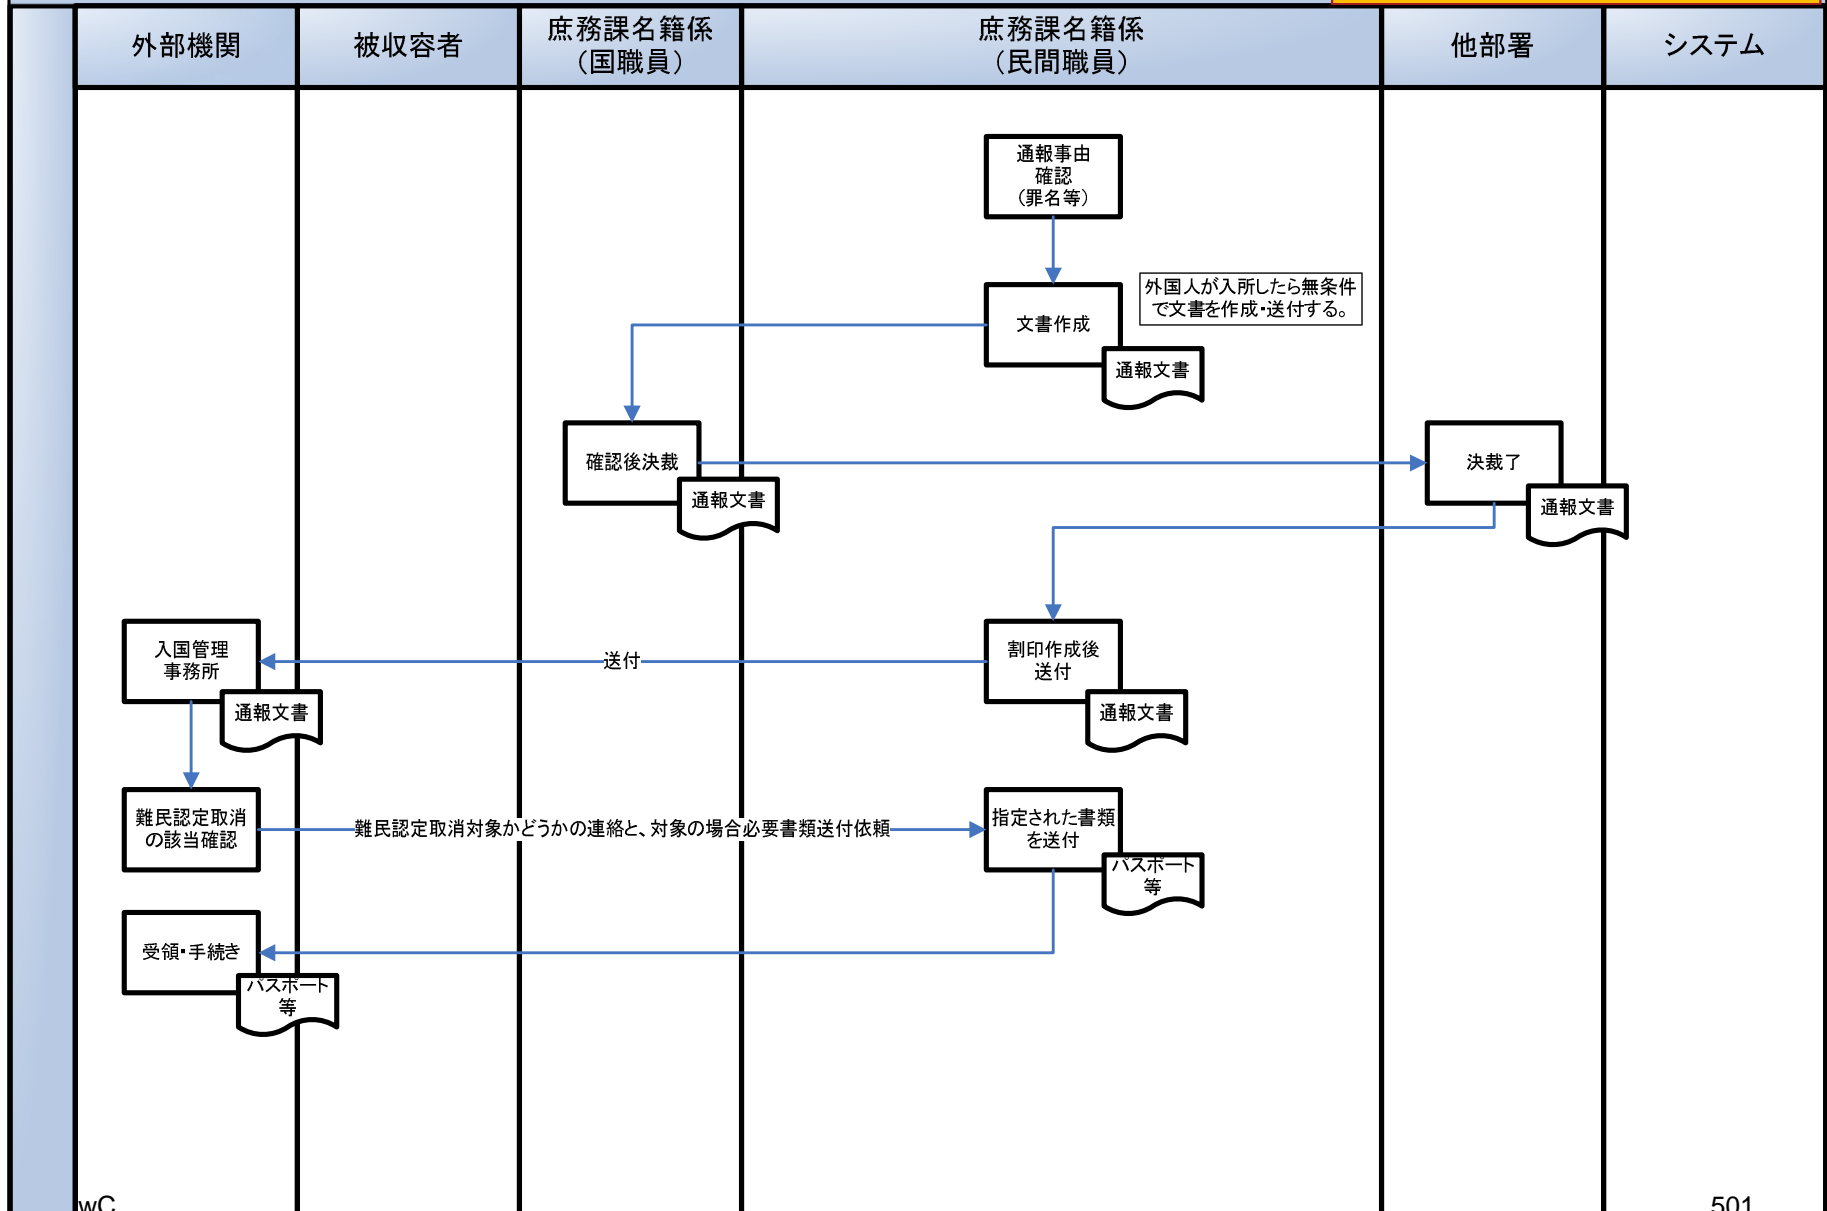 外部機関
被収容者
庶務課名籍係
（国職員）
庶務課名籍係
（民間職員）
他部署
システム
通報事由
確認
（罪名等）
外国人が入所したら無条件
で文書を作成・送付する。
文書作成
通報文書
確認後決裁
通報文書
決裁了
通報文書
入国管理
事務所
通報文書
送付
割印作成後
送付
通報文書
難民認定取消
の該当確認
難民認定取消対象かどうかの連絡と、対象の場合必要書類送付依頼
指定された書類
を送付
パスポート
等
受領・手続き
パスポート
等
wC
501